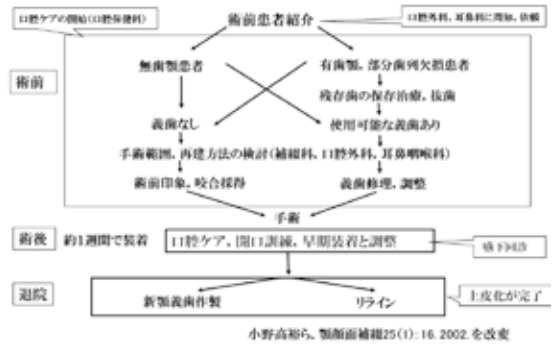 口腔ケアの開始(口腔保健科)
術前患者紹介
口腔外科、耳鼻科に周知、依頼
術前
無歯顎患者
有歯顎、部分歯列欠損患者
残存歯の保存治療、抜歯
義歯なし
使用可能な義歯あり
手術範囲、再建方法の検討(補綴科、口腔外科、耳鼻咽喉科)
術前印象、咬合採得
義歯修理、調整
手術
術後
約1週間で装着
口腔ケア、開口訓練、早期装着と調整
退院
新顎義歯作製
リライン
上皮化が完了
小野高裕ら、顎顔面補綴25(1):16.2002.を改変